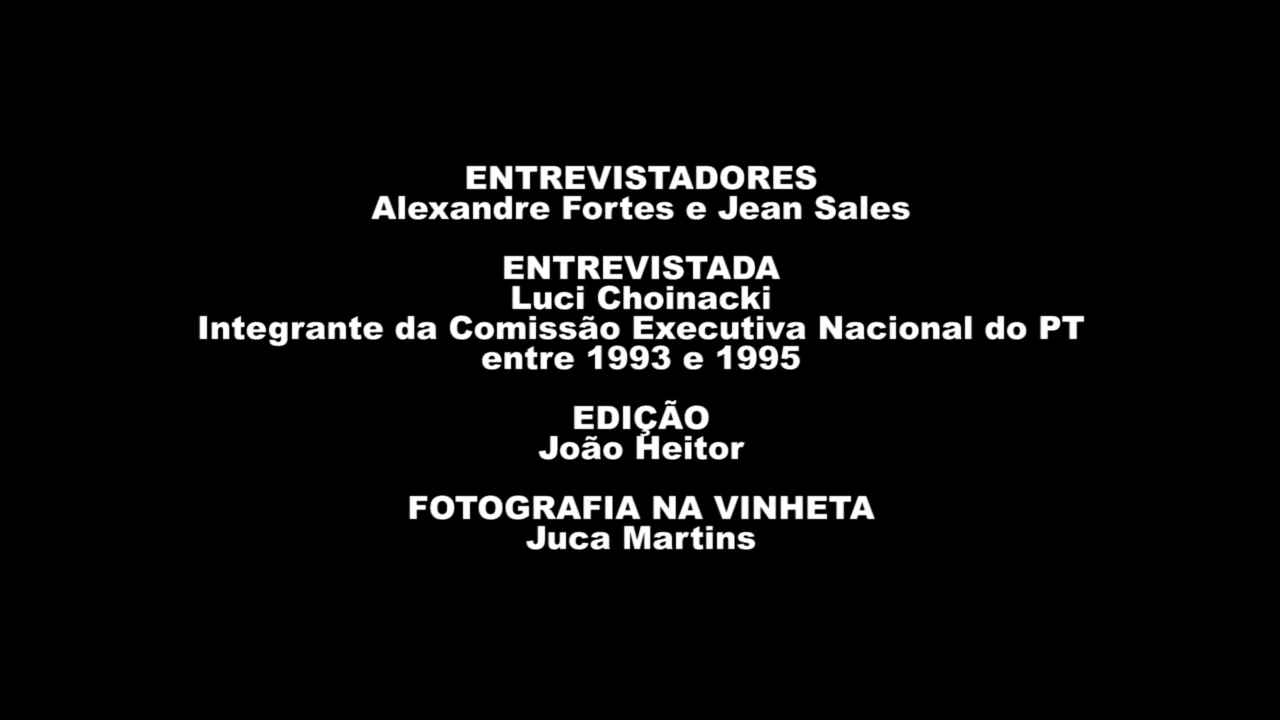 ENTREVISTADORES
Alexandre Fortes e Jean Sales
ENTREVISTADA
Luci Choinacki
Integrante da Comissão Executiva Nacional do PT
entre 1993 e 1995
EDIÇÃO
João Heitor
FOTOGRAFIA NA VINHETA
Juca Martins